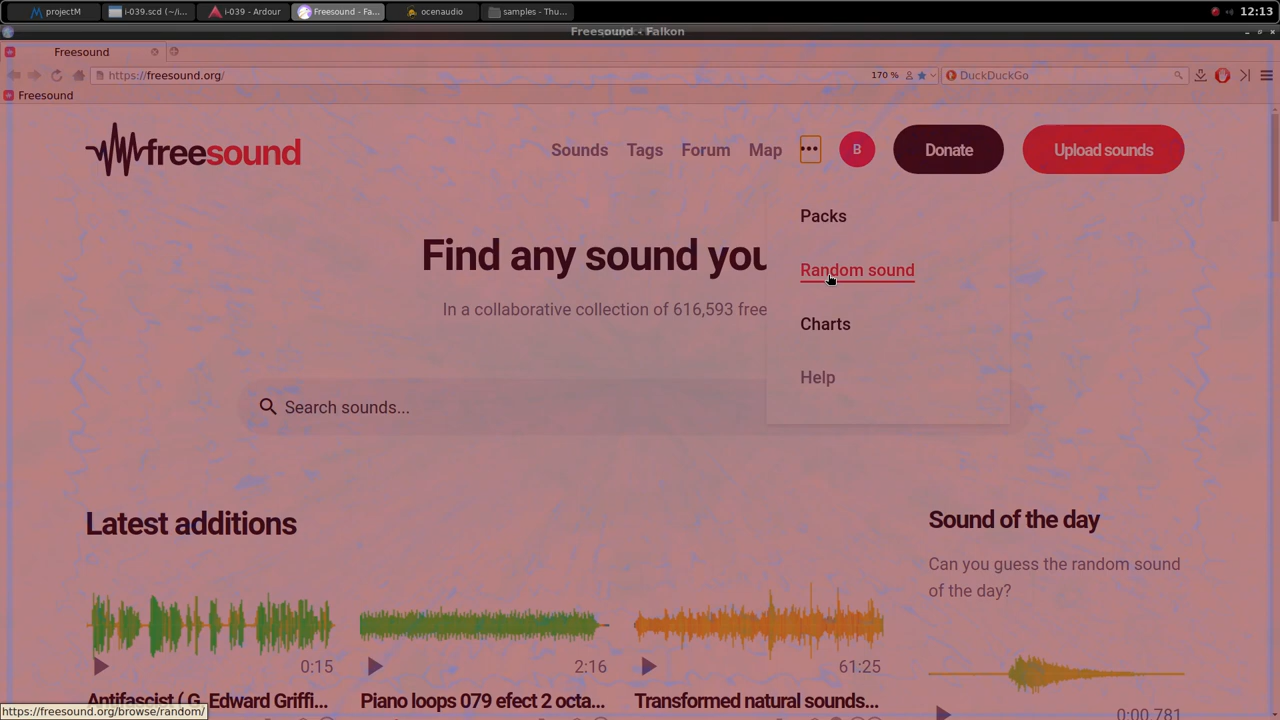 projectM
i-039.scd (~/i...
i-039 - Ardour
Freesound - Fa...
ocenaudio
samples - Thu...
12:13
Freesound - Falkon
Freesound
https://freesound.org/
170 %
DuckDuckGo
Freesound
freesound
Sounds
Tags
Forum
Map
•••
B
Donate
Upload sounds
Packs
Random sound
Charts
Help
Find any sound you
In a collaborative collection of 616,593 free
Search sounds...
Latest additions
Sound of the day
Can you guess the random sound
of the day?
0:15
2:16
61:25
Antifascist ( G. Edward Griffi...
Piano loops 079 efect 2 octa...
Transformed natural sounds...
0:00.781
https://freesound.org/browse/random/